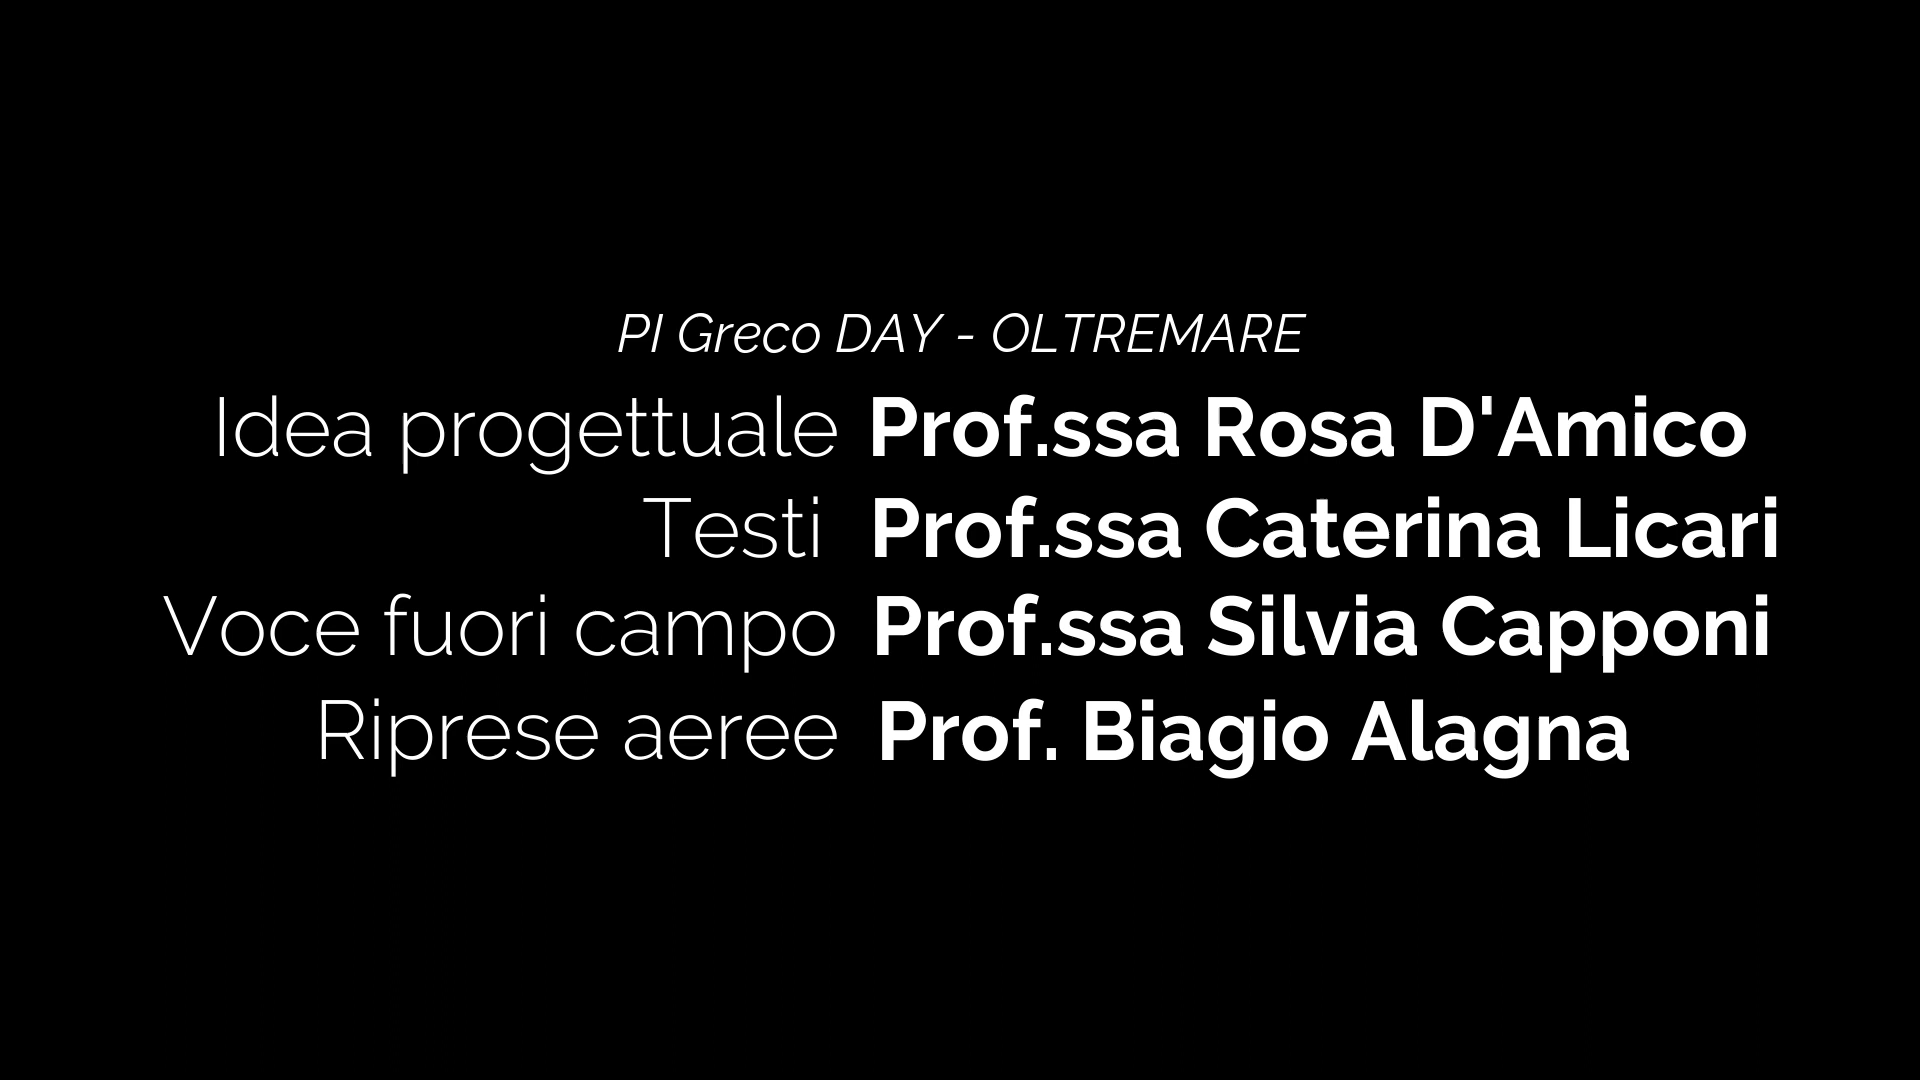 PI Greco DAY - OLTREMARE
Idea progettuale Prof.ssa Rosa D'Amico
Testi Prof.ssa Caterina Licari
Voce fuori campo Prof.ssa Silvia Capponi
Riprese aeree Prof. Biagio Alagna